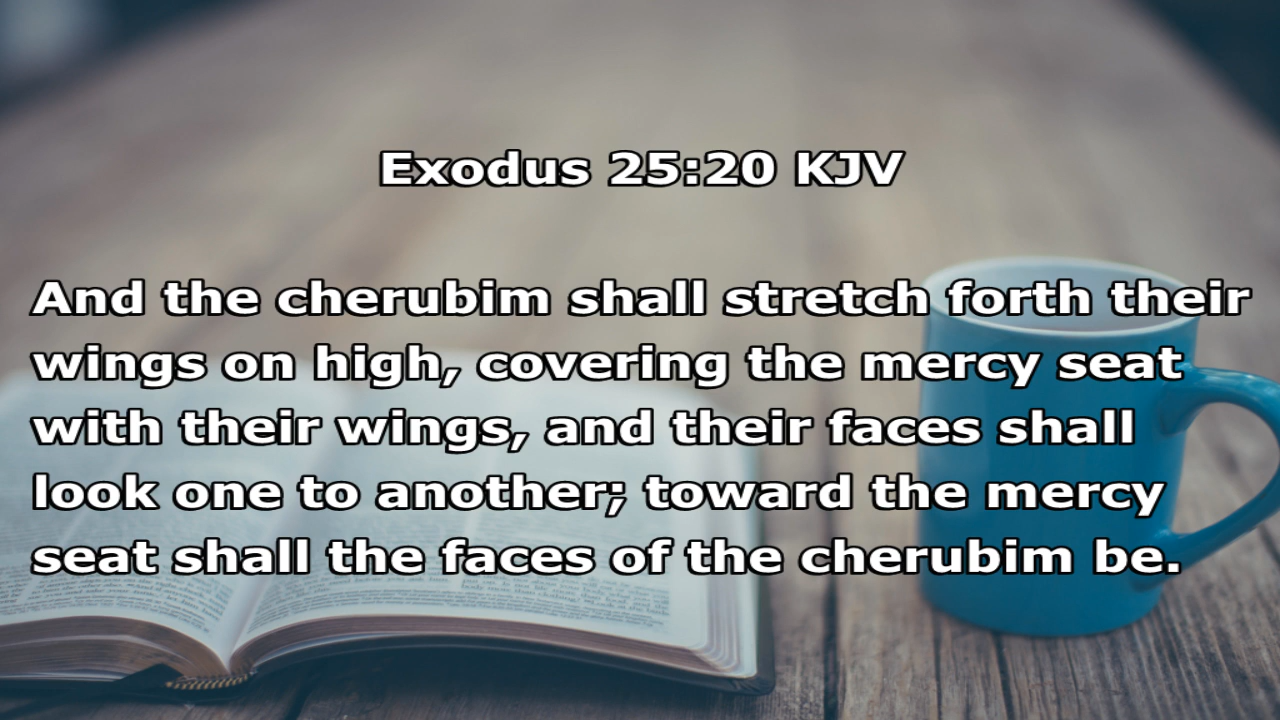 Exodus 25:20 KJV
And the cherubim shall stretch forth their
wings on high, covering the mercy seat
with their wings, and their faces shall
look one to another; toward the mercy
seat shall the faces of the cherubim be.